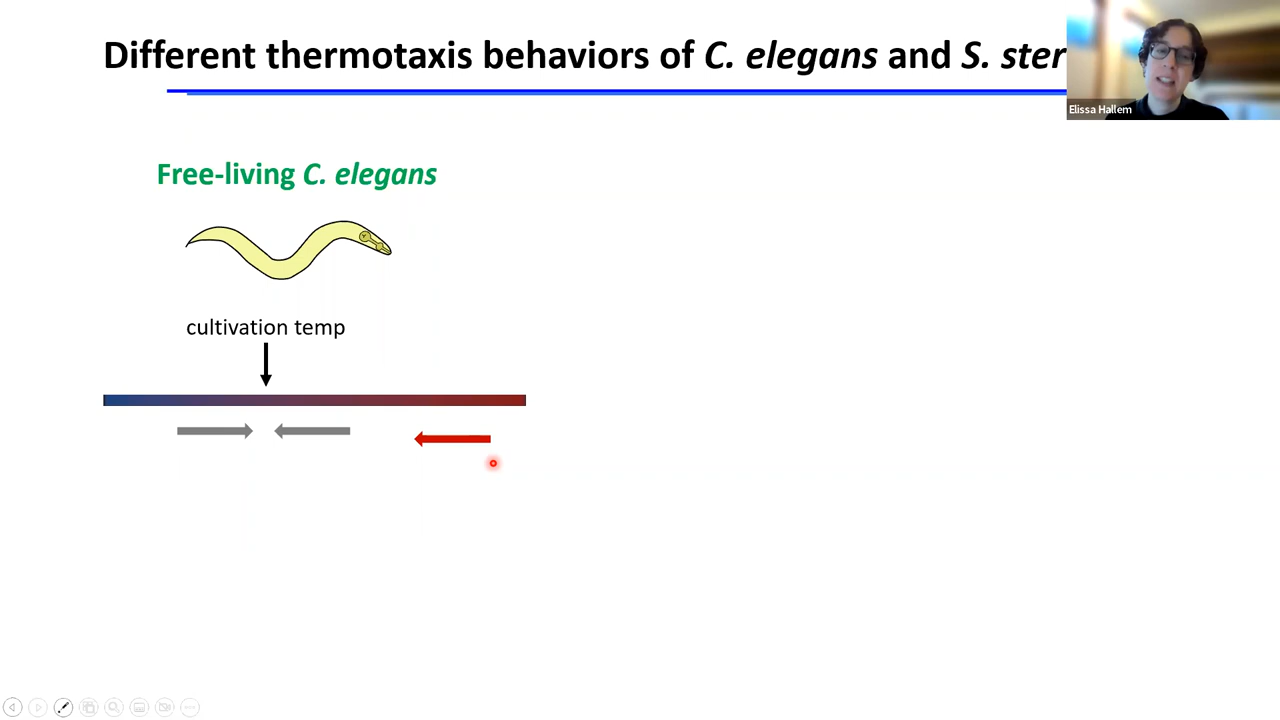 Different thermotaxis behaviors of C. elegans and S. ster
Elissa Hallem
Free-living C. elegans
cultivation temp